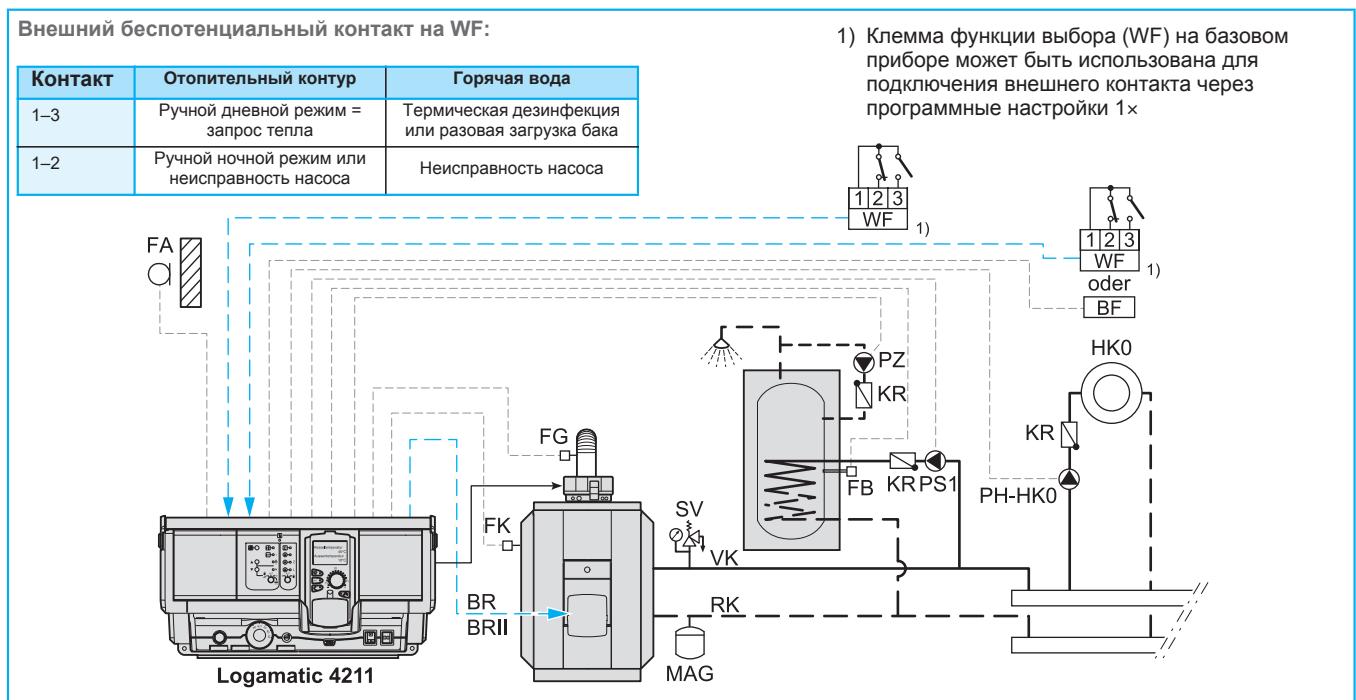 Внешний беспотенциальный контакт на WF:
1) Клемма функции выбора (WF) на базовом
приборе может быть использована для
подключения внешнего контакта через
программные настройки 1×
Контакт Отопительный контур Горячая вода
1–3 Ручной дневной режим = Термическая дезинфекция
запрос тепла или разовая загрузка бака
1–2 Ручной ночной режим или Неисправность насоса
неисправность насоса
1 2 3
WF 1)
1 2 3
WF 1)
oder
BF
FA
HK0
PZ
KR
KR
FG
FB
KR PS1
PH-HK0
SV
FK
VK
BR
BRII
RK
MAG
Logamatic 4211